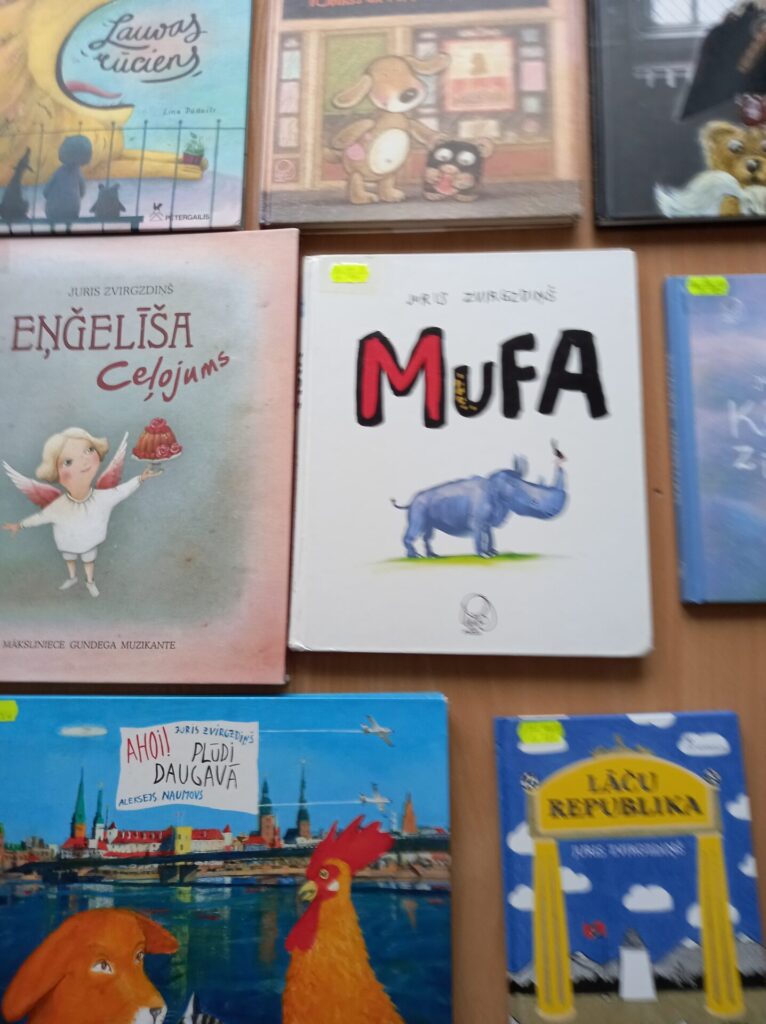 Lauvas
rūciens
Lina Dūdaite
PETERGAILIS
JURIS ZVIRGZDIŅŠ
EŅĢELĪŠA
Ceļojums
MĀKSLINIECE GUNDEGA MUZIKANTE
JURIS ZVIRGZDIŅŠ
MUFA
AHOI! JURIS ZVIRGZDIŅŠ
PLŪDI
DAUGAVĀ
ALEKSEJS NAUMOVS
LĀČU
REPUBLIKA
JURIS ZVIRGZDIŅŠ